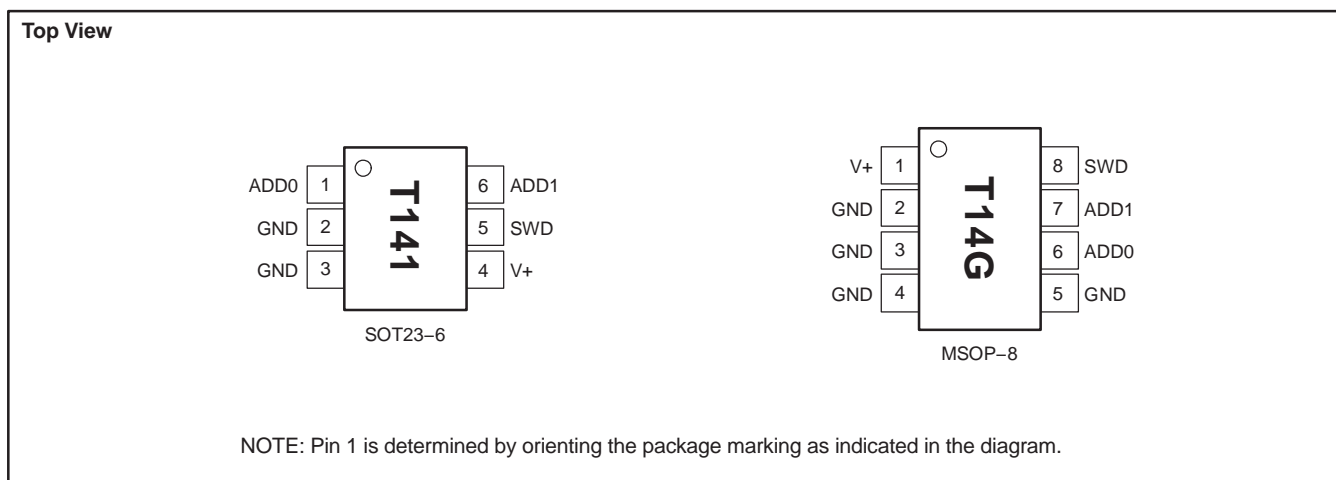 Top View
ADD0 1 T141 6 ADD1
GND 2 5 SWD
GND 3 4 V+
SOT23–6
V+ 1 T14G 8 SWD
GND 2 7 ADD1
GND 3 6 ADD0
GND 4 5 GND
MSOP–8
NOTE: Pin 1 is determined by orienting the package marking as indicated in the diagram.